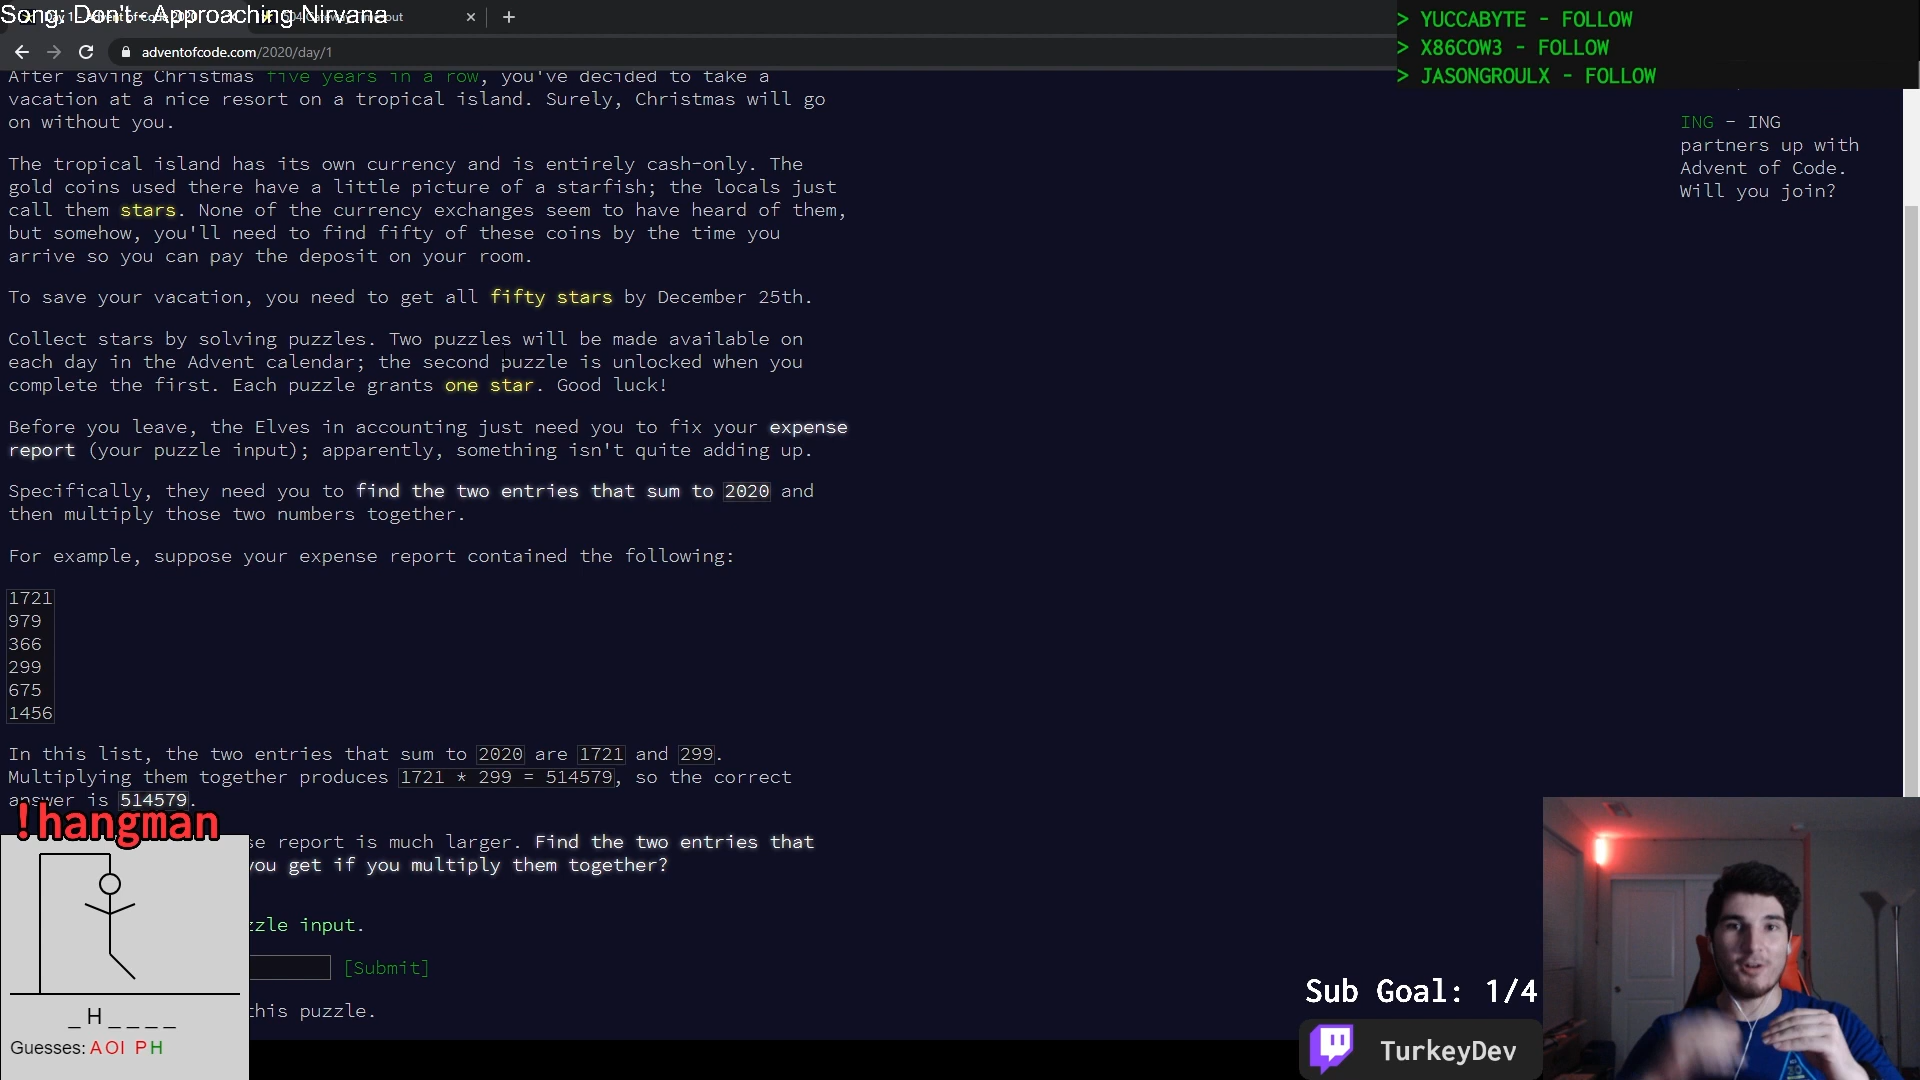 Song: Don't - Approaching Nirvana
adventofcode.com/2020/day/1
> YUCCABYTE - FOLLOW
> X86COW3 - FOLLOW
> JASONGROULX - FOLLOW
After saving Christmas five years in a row, you've decided to take a
vacation at a nice resort on a tropical island. Surely, Christmas will go
on without you.
ING - ING
partners up with
Advent of Code.
Will you join?
The tropical island has its own currency and is entirely cash-only. The
gold coins used there have a little picture of a starfish; the locals just
call them stars. None of the currency exchanges seem to have heard of them,
but somehow, you'll need to find fifty of these coins by the time you
arrive so you can pay the deposit on your room.
To save your vacation, you need to get all fifty stars by December 25th.
Collect stars by solving puzzles. Two puzzles will be made available on
each day in the Advent calendar; the second puzzle is unlocked when you
complete the first. Each puzzle grants one star. Good luck!
Before you leave, the Elves in accounting just need you to fix your expense
report (your puzzle input); apparently, something isn't quite adding up.
Specifically, they need you to find the two entries that sum to 2020 and
then multiply those two numbers together.
For example, suppose your expense report contained the following:
1721
979
366
299
675
1456
In this list, the two entries that sum to 2020 are 1721 and 299.
Multiplying them together produces 1721 * 299 = 514579, so the correct
answer is 514579.
!hangman
se report is much larger. Find the two entries that
you get if you multiply them together?
zzle input.
[Submit]
this puzzle.
_ H _ _ _ _
Guesses: A O I P H
Sub Goal: 1/4
TurkeyDev